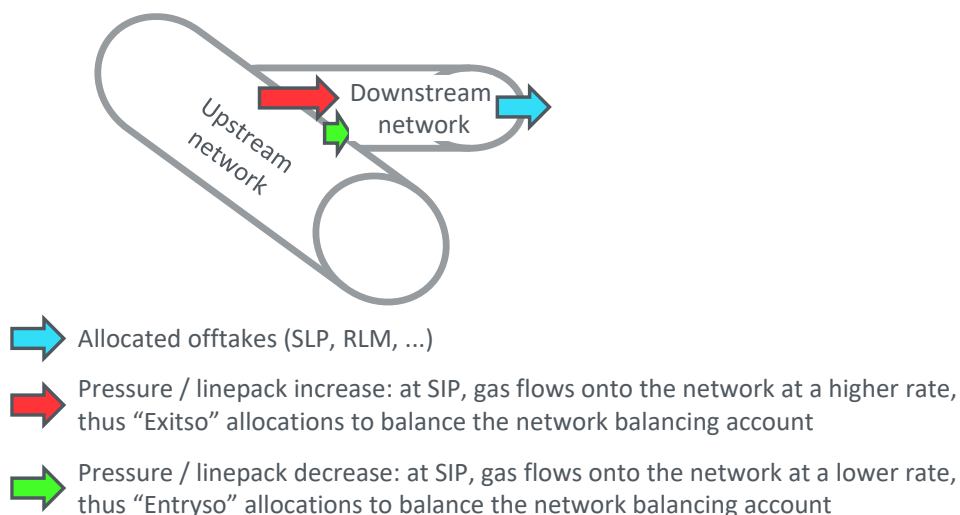 Upstream
network
Downstream
network
Allocated offtakes (SLP, RLM, ...)
Pressure / linepack increase: at SIP, gas flows onto the network at a higher rate,
thus “Exitso” allocations to balance the network balancing account
Pressure / linepack decrease: at SIP, gas flows onto the network at a lower rate,
thus “Entryso” allocations to balance the network balancing account